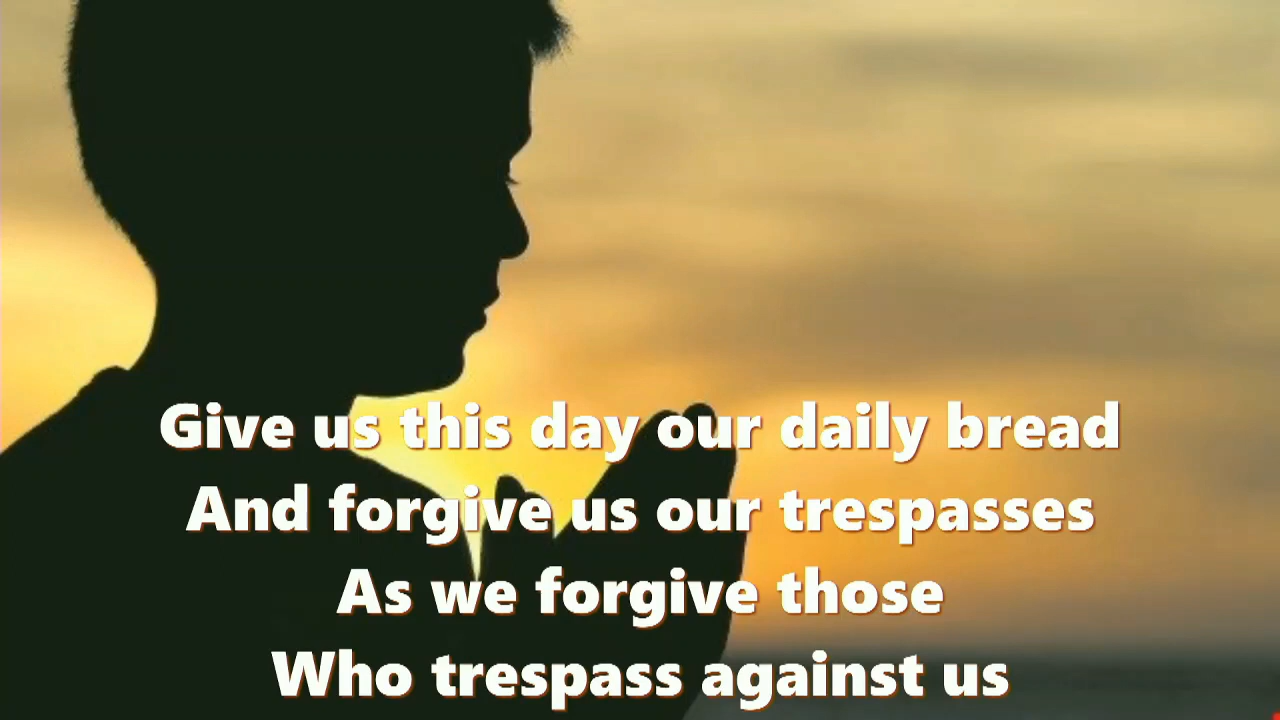 Give us this day our daily bread
And forgive us our trespasses
As we forgive those
Who trespass against us